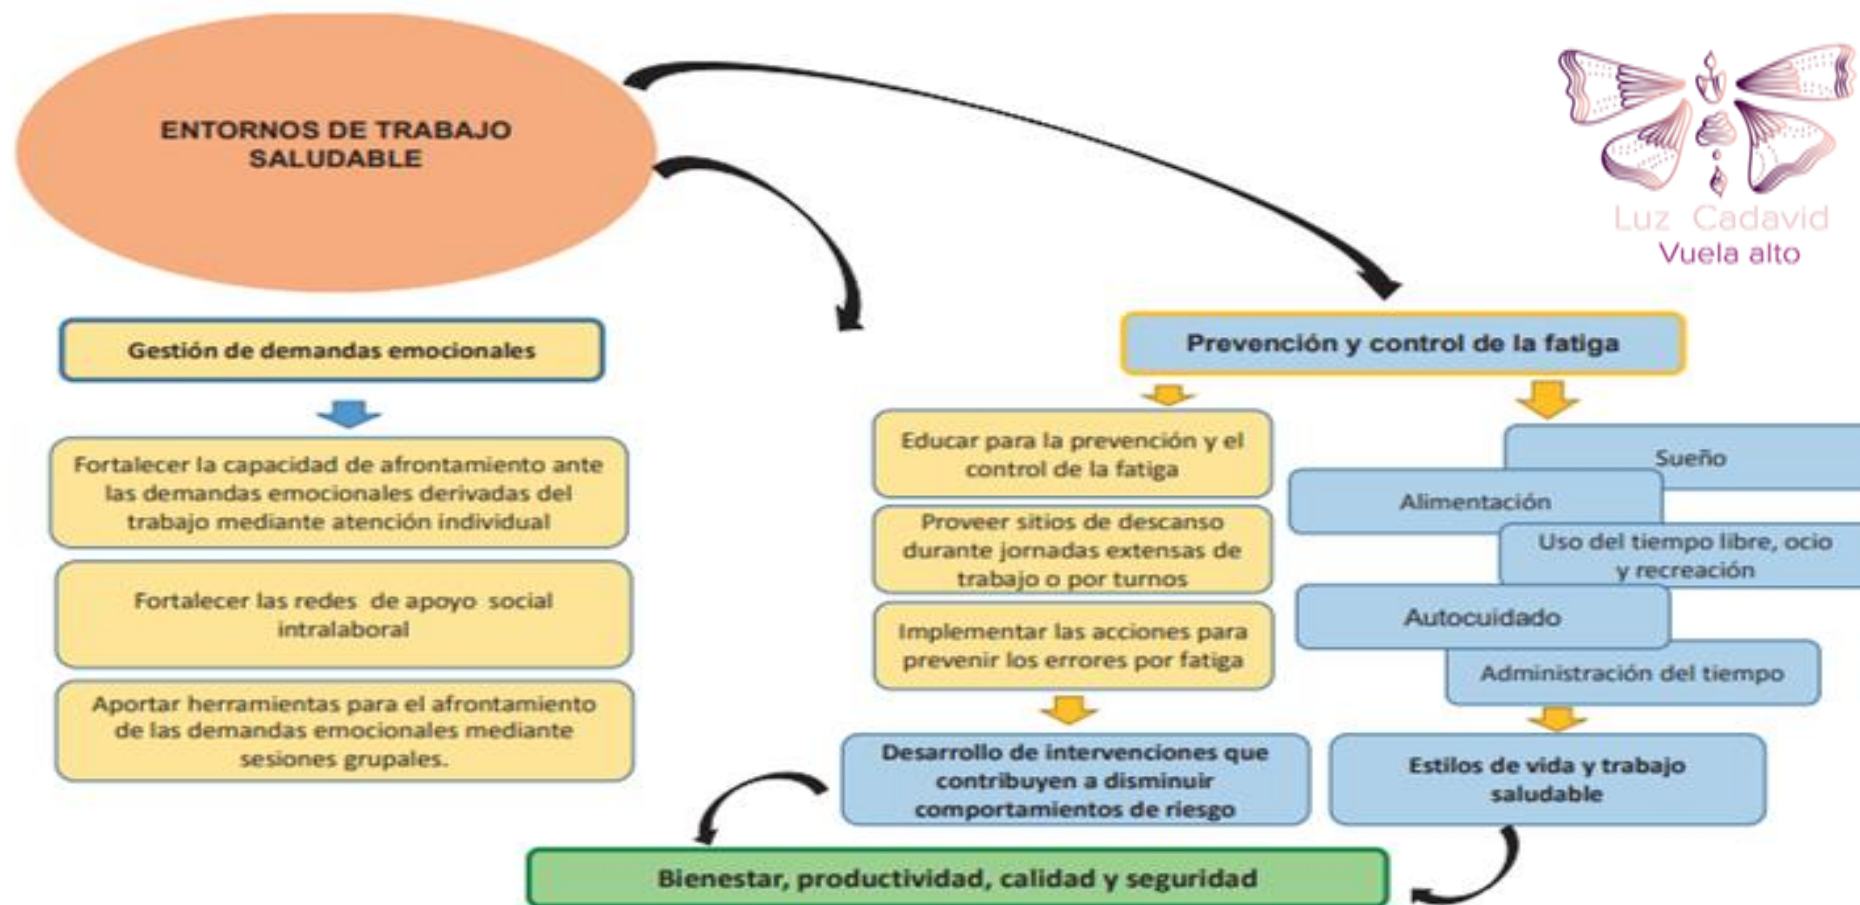 ENTORNOS DE TRABAJO
SALUDABLE
Luz Cadavid
Vuela alto
Gestión de demandas emocionales
Fortalecer la capacidad de afrontamiento ante
las demandas emocionales derivadas del
trabajo mediante atención individual
Fortalecer las redes de apoyo social
intralaboral
Aportar herramientas para el afrontamiento
de las demandas emocionales mediante
sesiones grupales.
Prevención y control de la fatiga
Educar para la prevención y el
control de la fatiga
Proveer sitios de descanso
durante jornadas extensas de
trabajo o por turnos
Implementar las acciones para
prevenir los errores por fatiga
Desarrollo de intervenciones que
contribuyen a disminuir
comportamientos de riesgo
Sueño
Alimentación
Uso del tiempo libre, ocio
y recreación
Autocuidado
Administración del tiempo
Estilos de vida y trabajo
saludable
Bienestar, productividad, calidad y seguridad